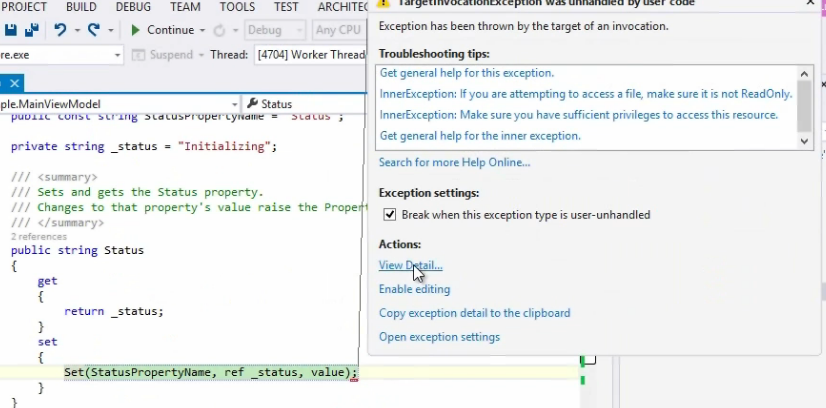 PROJECT BUILD DEBUG TEAM TOOLS TEST ARCHITEC
TargetInvocationException was unhandled by user code
Continue Debug Any CPU
re.exe Suspend Thread: [4704] Worker Thread
Exception has been thrown by the target of an invocation.
Troubleshooting tips:
Get general help for this exception.
InnerException: If you are attempting to access a file, make sure it is not ReadOnly.
InnerException: Make sure you have sufficient privileges to access this resource.
Get general help for the inner exception.
Search for more Help Online...
Exception settings:
Break when this exception type is user-unhandled
Actions:
View Detail...
Enable editing
Copy exception detail to the clipboard
Open exception settings
ple.MainViewModel Status
public const string StatusPropertyName = "Status";
private string _status = "Initializing";
/// <summary>
/// Sets and gets the Status property.
/// Changes to that property's value raise the Propert
/// </summary>
2 references
public string Status
{
get
{
return _status;
}
set
{
Set(StatusPropertyName, ref _status, value);
}
}